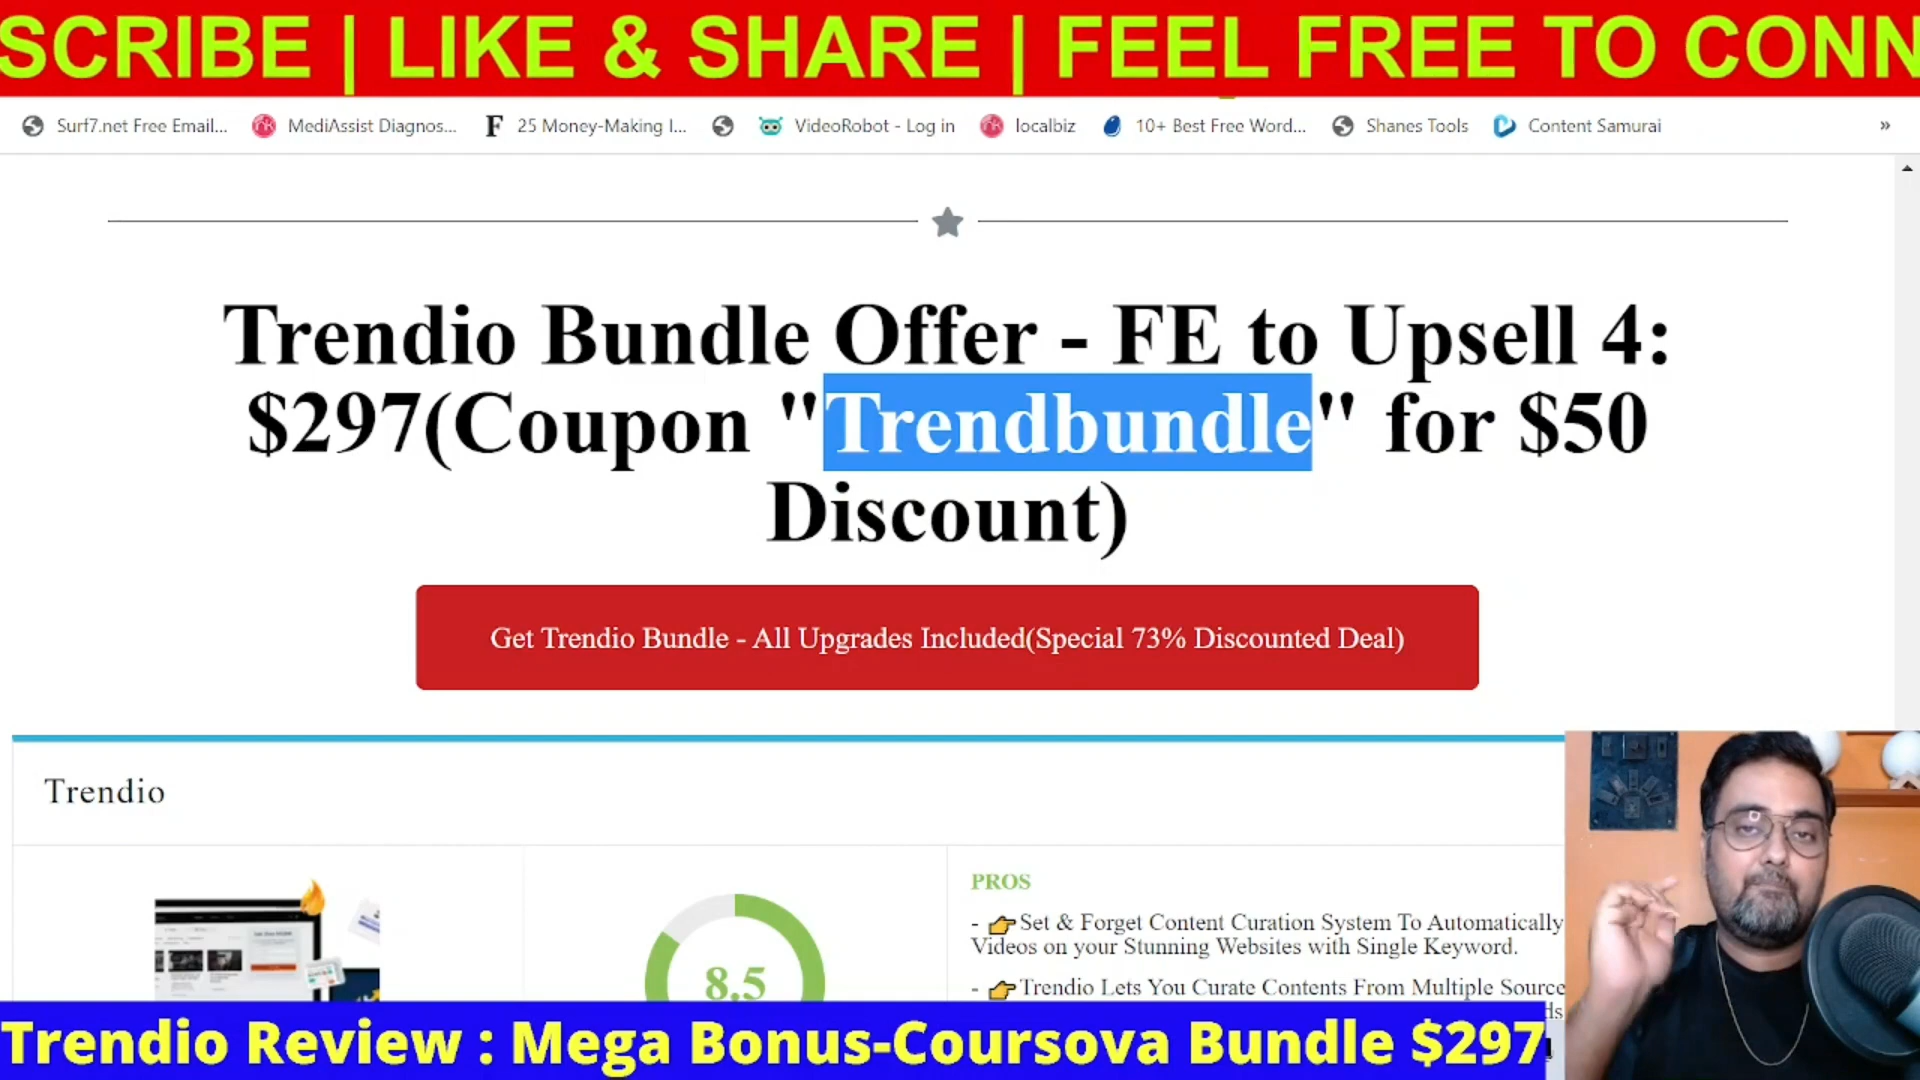 SCRIBE | LIKE & SHARE | FEEL FREE TO CONN
Surf7.net Free Email... MediAssist Diagnos... F 25 Money-Making I... VideoRobot - Log in localbiz 10+ Best Free Word... Shanes Tools Content Samurai »
Trendio Bundle Offer - FE to Upsell 4:
$297(Coupon "Trendbundle" for $50
Discount)
Get Trendio Bundle - All Upgrades Included(Special 73% Discounted Deal)
Trendio
8.5
PROS
- 👉Set & Forget Content Curation System To Automatically
Videos on your Stunning Websites with Single Keyword.
- 👉Trendio Lets You Curate Contents From Multiple Source
ds
Trendio Review : Mega Bonus-Coursova Bundle $297